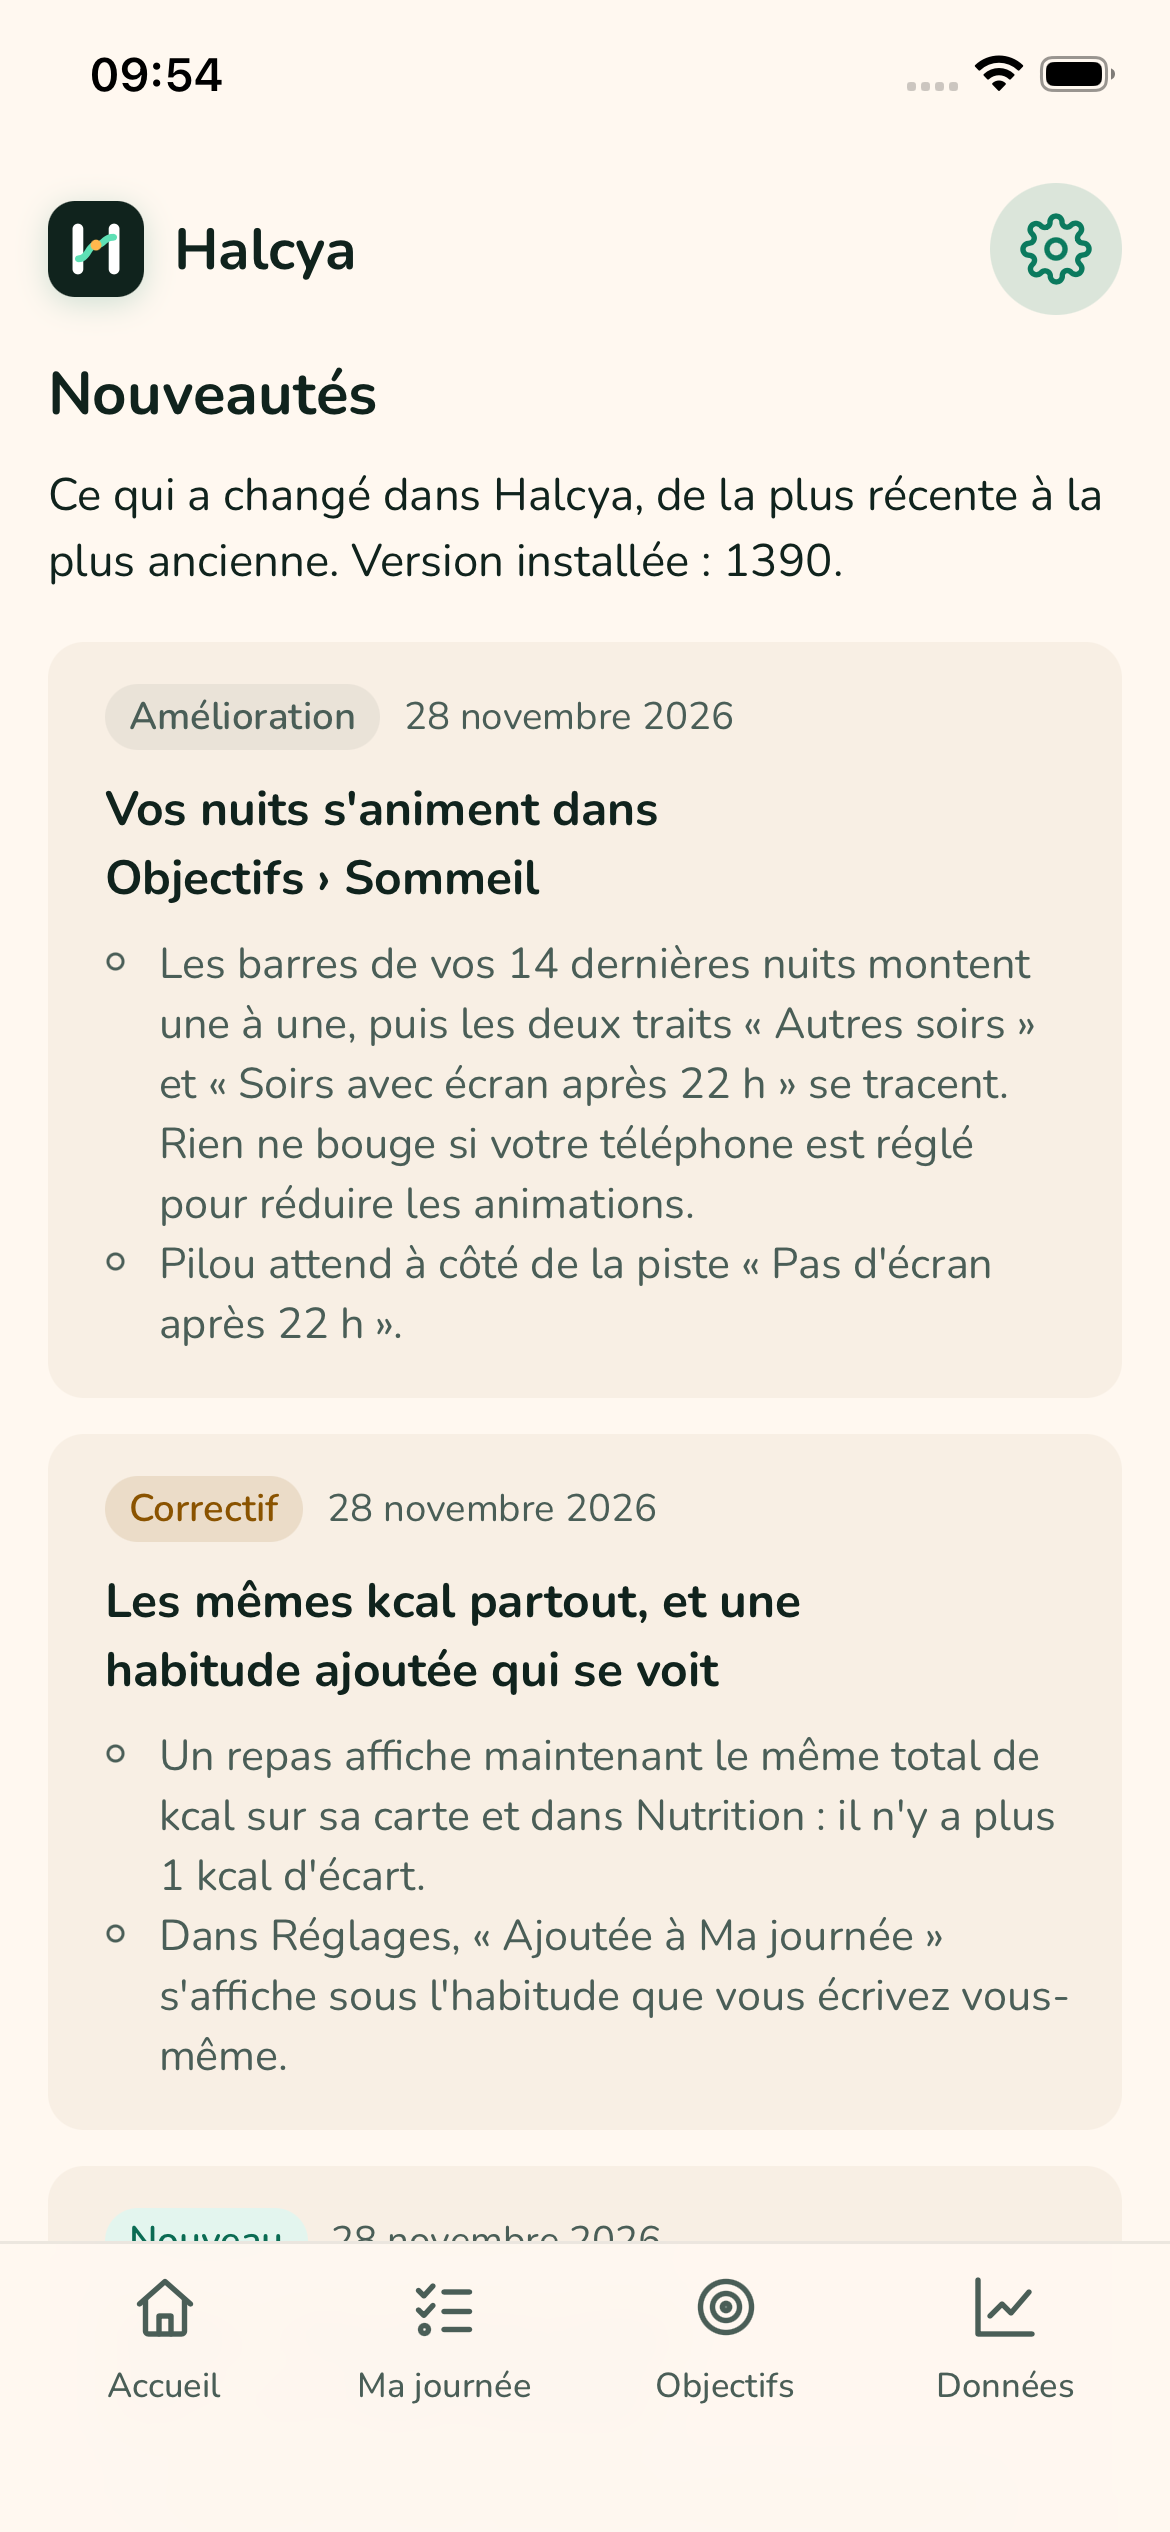 09:54
Halcya
Nouveautés
Ce qui a changé dans Halcya, de la plus récente à la
plus ancienne. Version installée : 1390.
Amélioration 28 novembre 2026
Vos nuits s'animent dans
Objectifs › Sommeil
Les barres de vos 14 dernières nuits montent
une à une, puis les deux traits « Autres soirs »
et « Soirs avec écran après 22 h » se tracent.
Rien ne bouge si votre téléphone est réglé
pour réduire les animations.
Pilou attend à côté de la piste « Pas d'écran
après 22 h ».
Correctif 28 novembre 2026
Les mêmes kcal partout, et une
habitude ajoutée qui se voit
Un repas affiche maintenant le même total de
kcal sur sa carte et dans Nutrition : il n'y a plus
1 kcal d'écart.
Dans Réglages, « Ajoutée à Ma journée »
s'affiche sous l'habitude que vous écrivez vous-
même.
Nouveau 28 novembre 2026
Accueil
Ma journée
Objectifs
Données